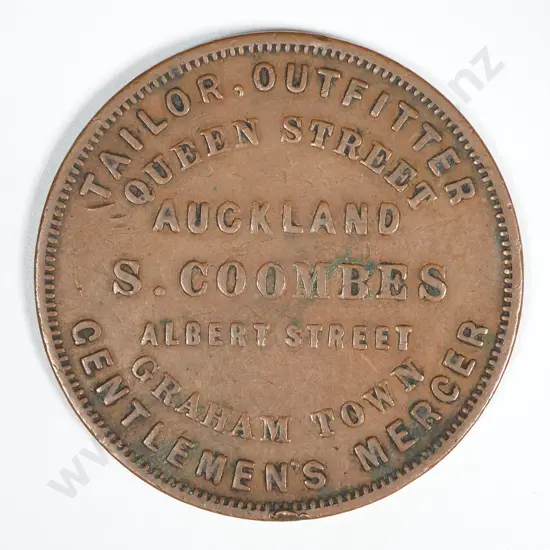 TAILOR. OUTFITTER
QUEEN STREET
AUCKLAND
S. COOMBES
ALBERT STREET
GRAHAM TOWN
GENTLEMEN'S MERCER